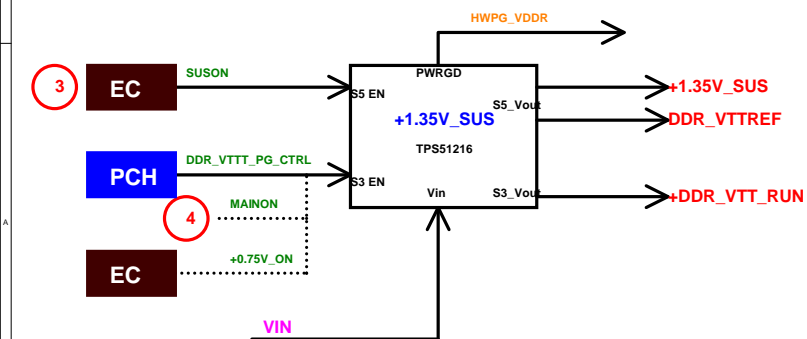 HWPG_VDDR
3
EC
SUSON
S5 EN
PWRGD
S5_Vout
+1.35V_SUS
+1.35V_SUS
DDR_VTTREF
TPS51216
PCH
DDR_VTTT_PG_CTRL
S3 EN
Vin
S3_Vout
+DDR_VTT_RUN
4
MAINON
A
EC
+0.75V_ON
VIN